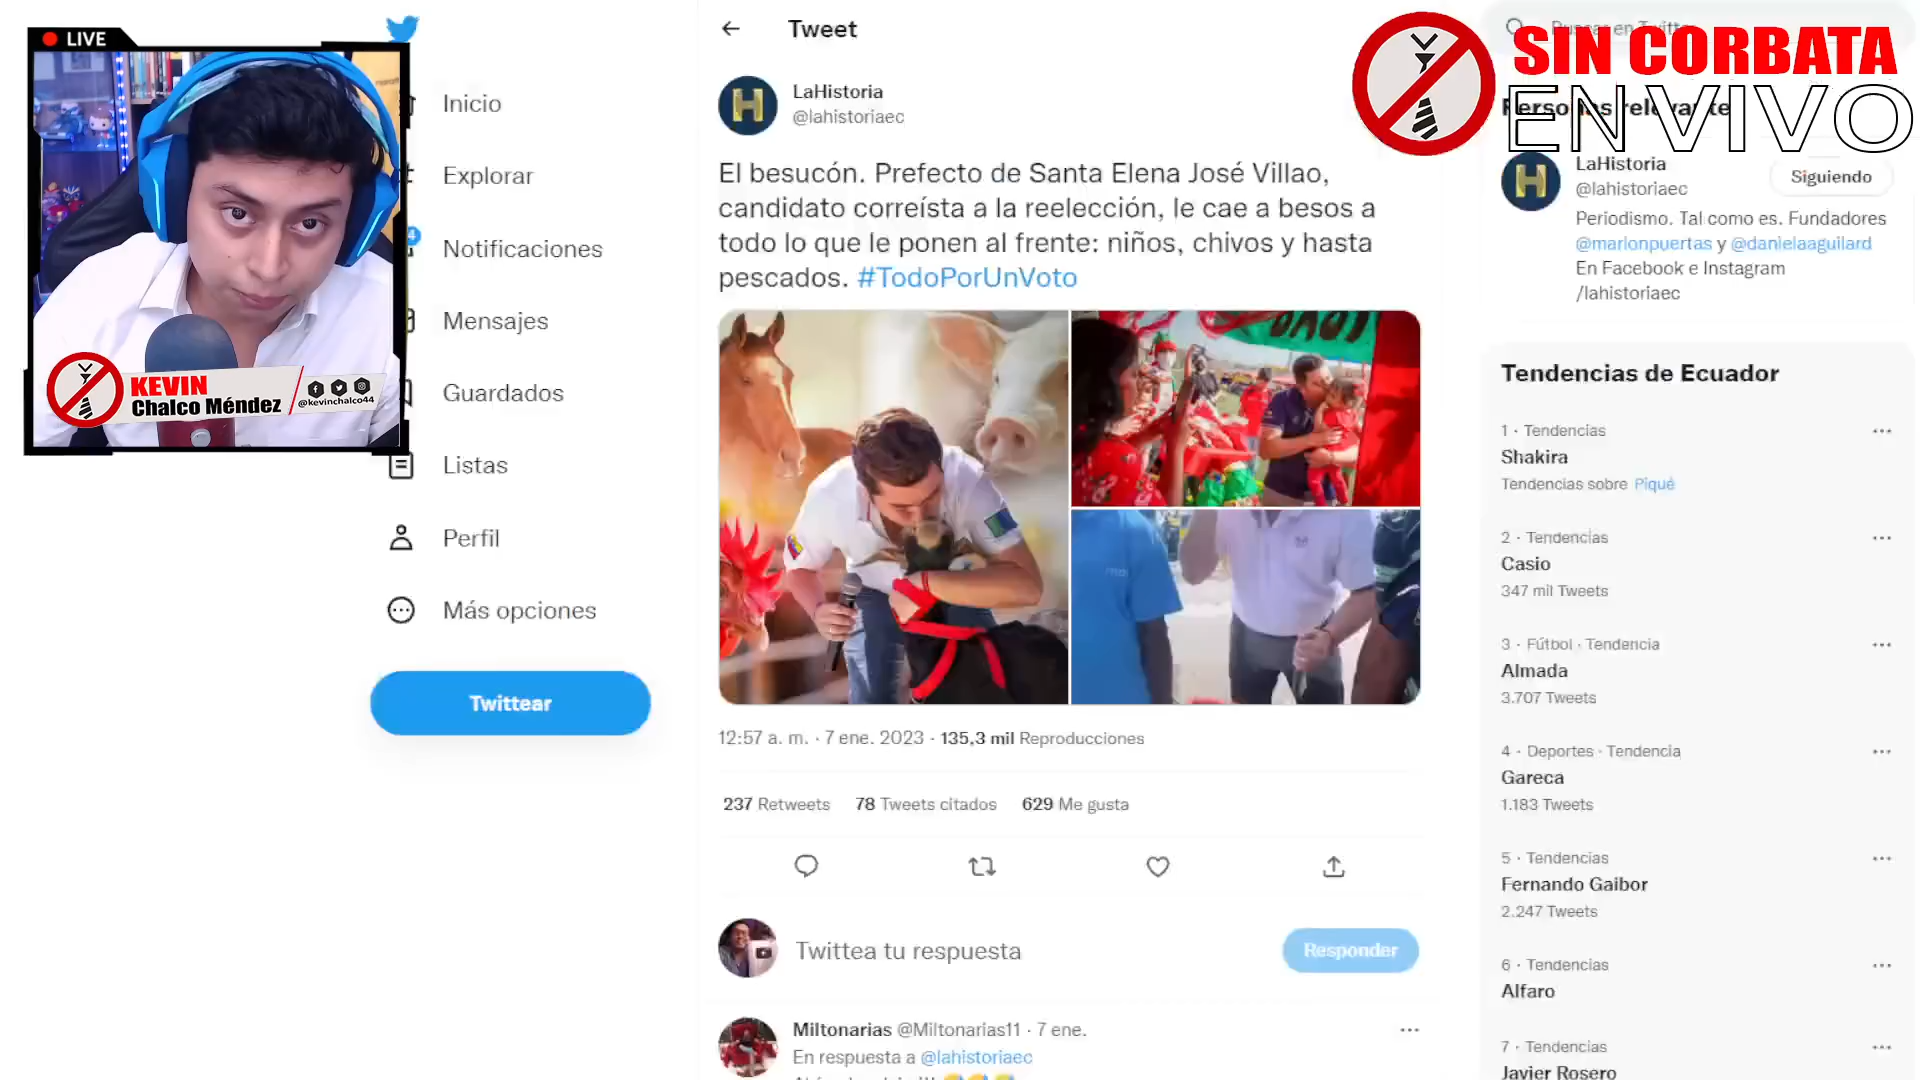 LIVE
KEVIN
Chalco Méndez
@kevinchalco44
Inicio
Explorar
4
Notificaciones
Mensajes
Guardados
Listas
Perfil
Más opciones
Twittear
Tweet
LaHistoria
@lahistoriaec
El besucón. Prefecto de Santa Elena José Villao,
candidato correísta a la reelección, le cae a besos a
todo lo que le ponen al frente: niños, chivos y hasta
pescados. #TodoPorUnVoto
12:57 a. m. · 7 ene. 2023 · 135,3 mil Reproducciones
237 Retweets 78 Tweets citados 629 Me gusta
Twittea tu respuesta
Responder
Miltonarias @Miltonarias11 · 7 ene.
En respuesta a @lahistoriaec
Buscar en Twitter
SIN CORBATA
EN VIVO
Personas relevante
LaHistoria
@lahistoriaec
Siguiendo
Periodismo. Tal como es. Fundadores
@marlonpuertas y @danielaaguilard
En Facebook e Instagram
/lahistoriaec
Tendencias de Ecuador
1 · Tendencias
Shakira
Tendencias sobre Piqué
2 · Tendencias
Casio
347 mil Tweets
3 · Fútbol · Tendencia
Almada
3.707 Tweets
4 · Deportes · Tendencia
Gareca
1.183 Tweets
5 · Tendencias
Fernando Gaibor
2.247 Tweets
6 · Tendencias
Alfaro
7 · Tendencias
Javier Rosero